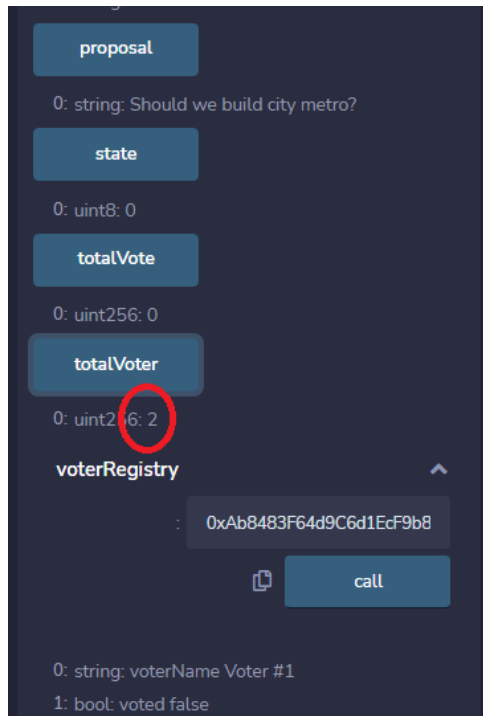 proposal
0: string: Should we build city metro?
state
0: uint8: 0
totalVote
0: uint256: 0
totalVoter
0: uint256: 2
voterRegistry
: 0xAb8483F64d9C6d1EcF9b8
call
0: string: voterName Voter #1
1: bool: voted false